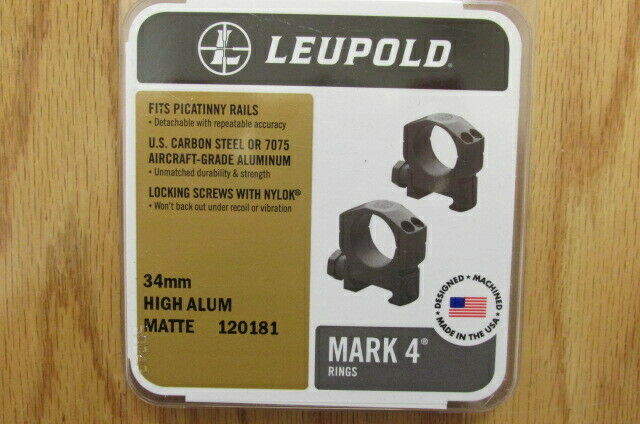 LEUPOLD®
FITS PICATINNY RAILS
• Detachable with repeatable accuracy
U.S. CARBON STEEL OR 7075
AIRCRAFT-GRADE ALUMINUM
• Unmatched durability & strength
LOCKING SCREWS WITH NYLOK®
• Won't back out under recoil or vibration
34mm
HIGH ALUM
MATTE 120181
DESIGNED ★ MACHINED
★ MADE IN THE USA ★
MARK 4®
RINGS